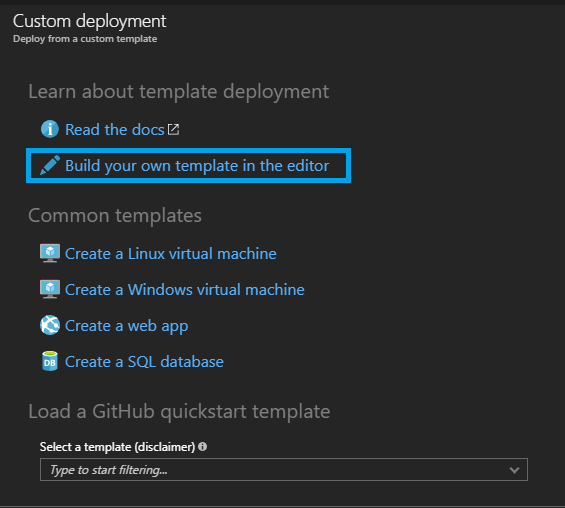 Custom deployment
Deploy from a custom template
Learn about template deployment
Read the docs
Build your own template in the editor
Common templates
Create a Linux virtual machine
Create a Windows virtual machine
Create a web app
DB Create a SQL database
Load a GitHub quickstart template
Select a template (disclaimer)
Type to start filtering...